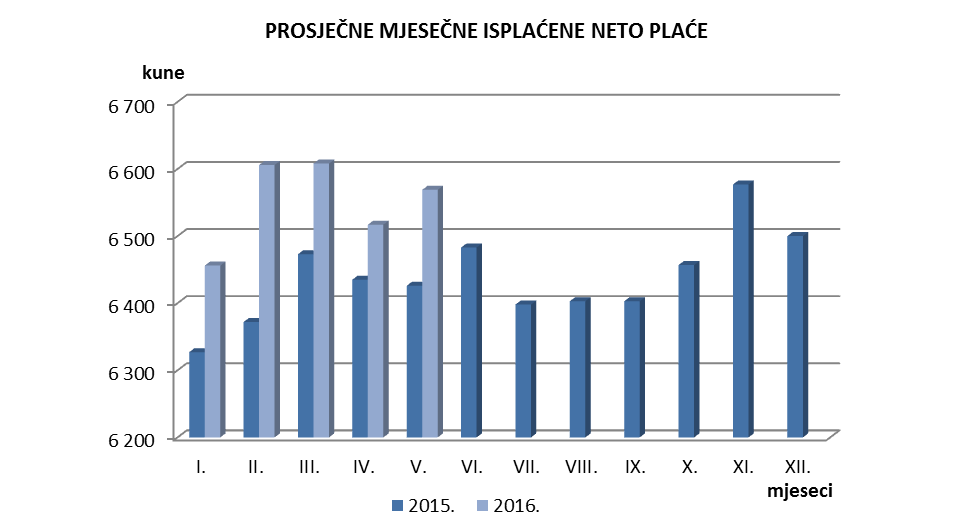 PROSJEČNE MJESEČNE ISPLAĆENE NETO PLAĆE
kune
6 700
6 600
6 500
6 400
6 300
6 200
I. II. III. IV. V. VI. VII. VIII. IX. X. XI. XII.
mjeseci
2015. 2016.